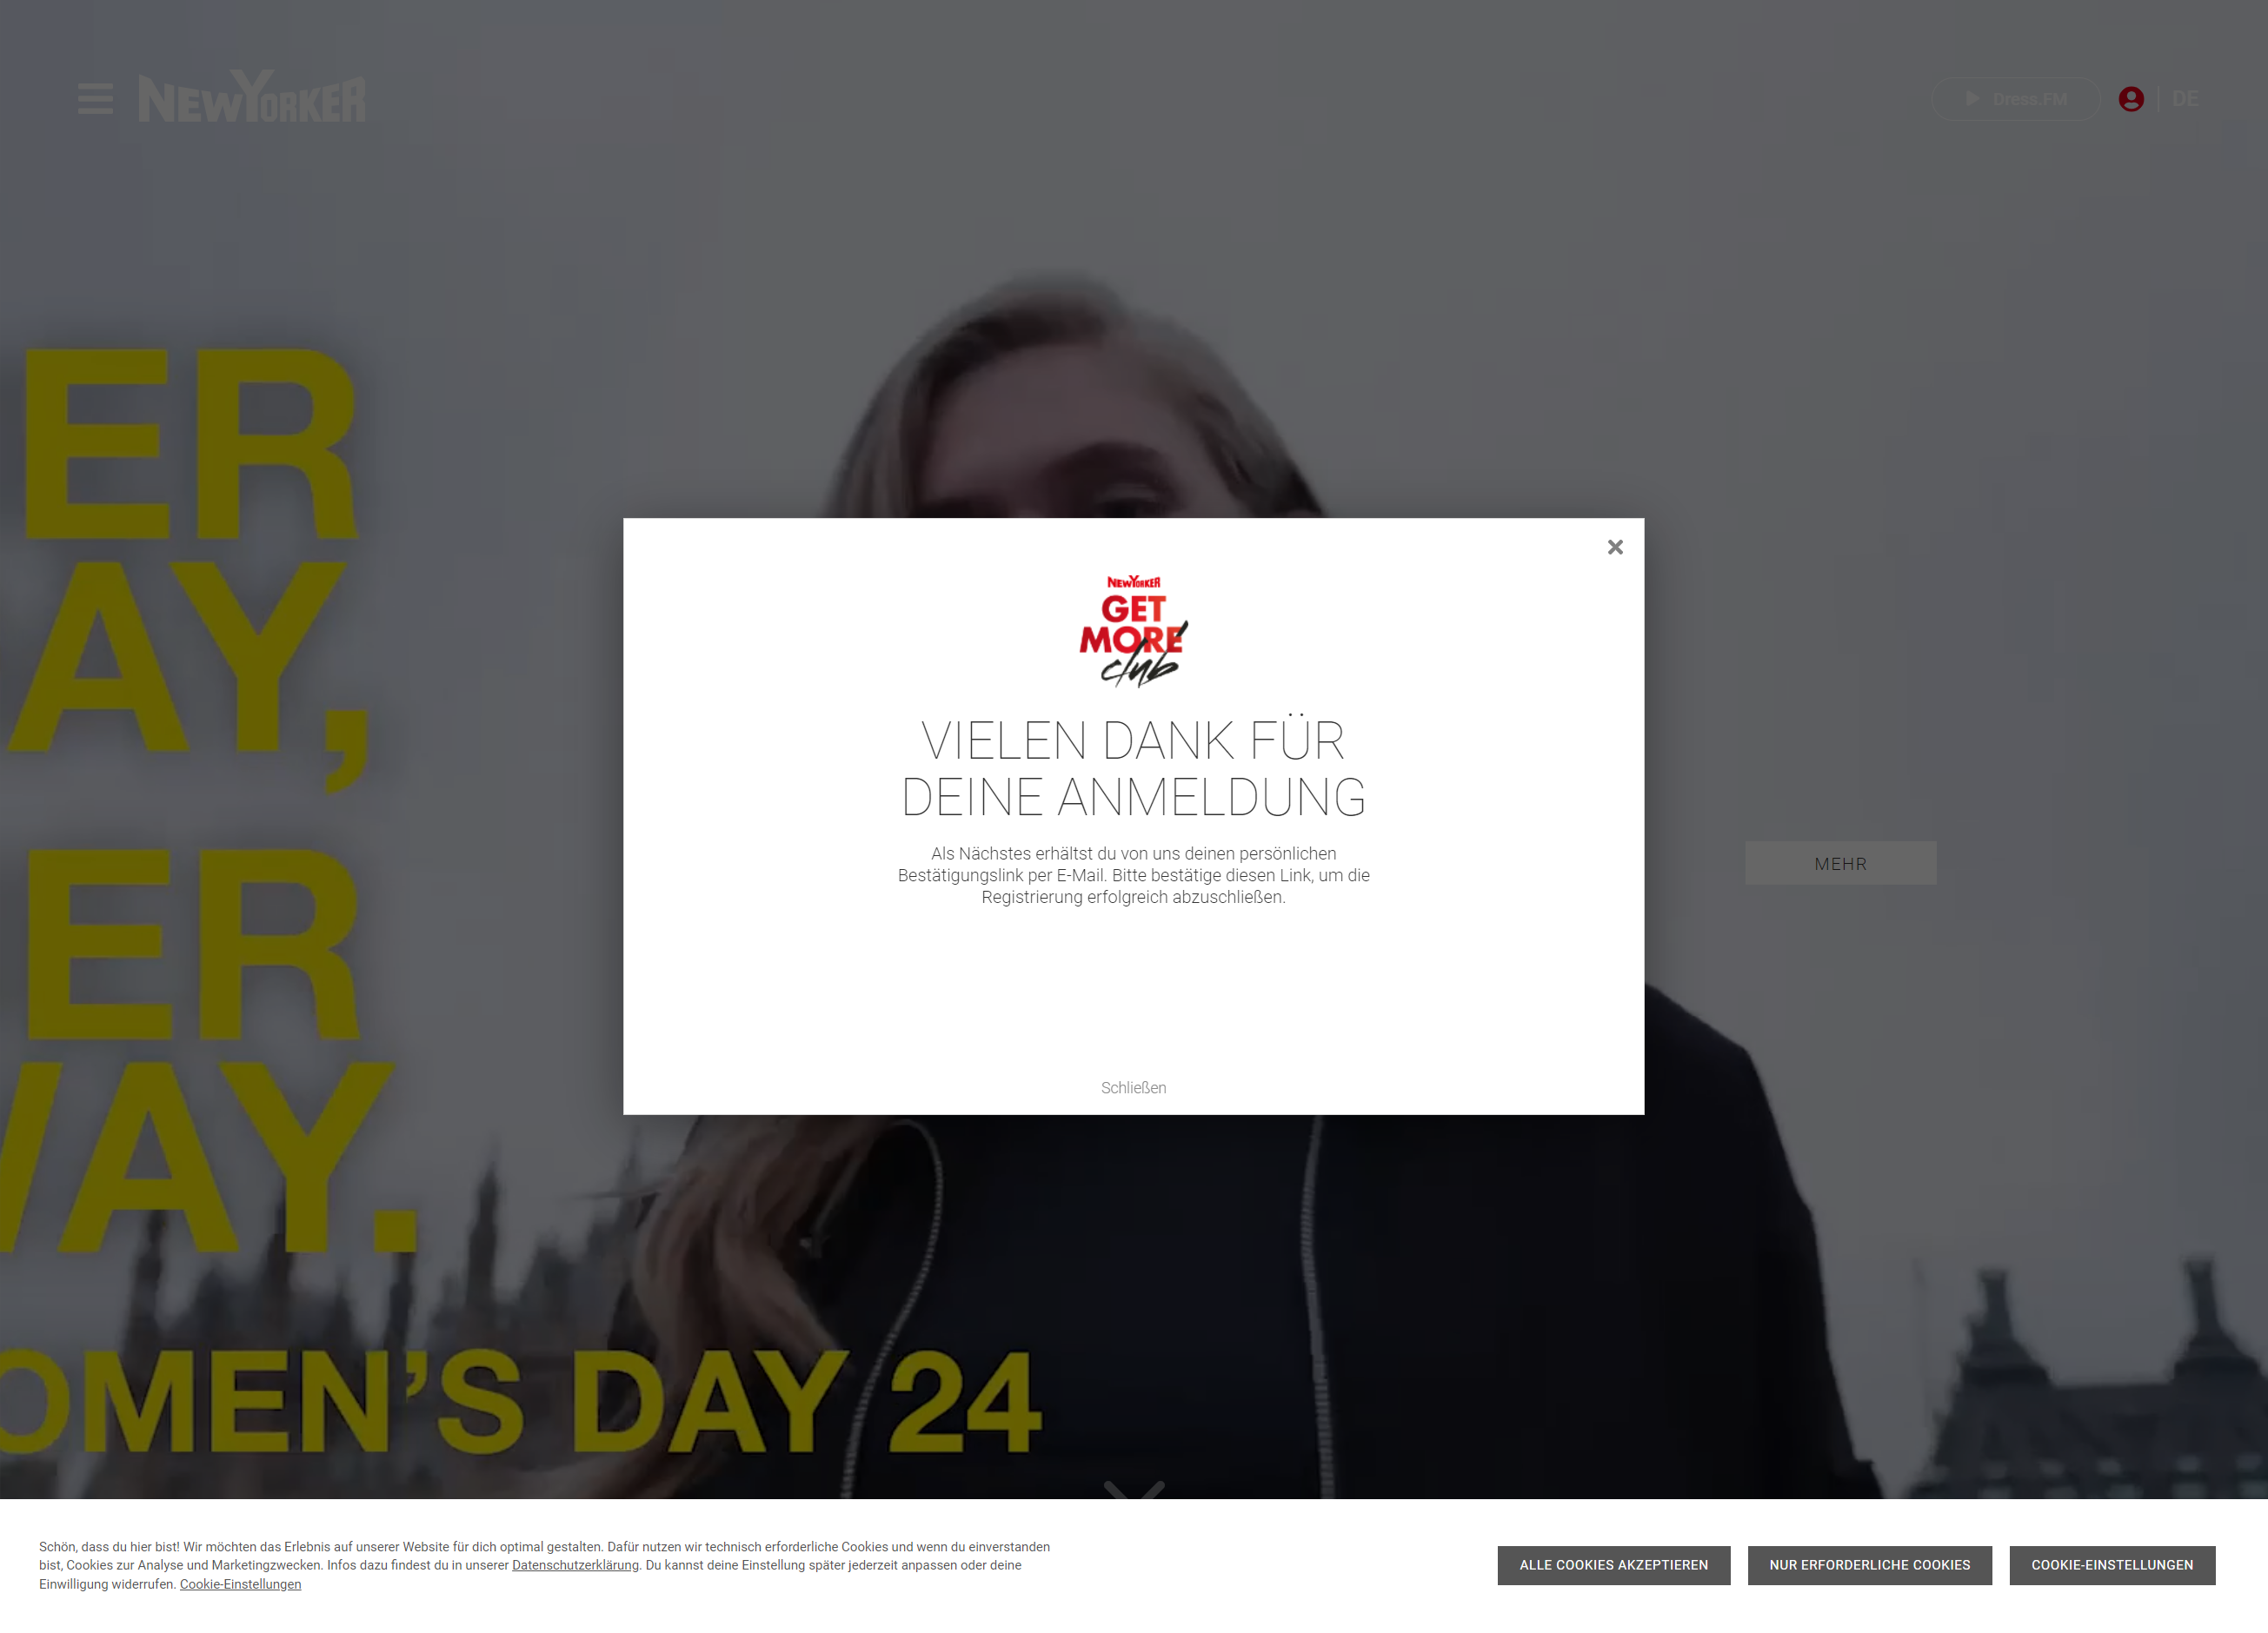 NEWYORKER
Dress.FM
DE
ER
AY,
ER
WAY.
OMEN'S DAY 24
NEWYORKER
GET
MORE
club
VIELEN DANK FÜR
DEINE ANMELDUNG
Als Nächstes erhältst du von uns deinen persönlichen
Bestätigungslink per E-Mail. Bitte bestätige diesen Link, um die
Registrierung erfolgreich abzuschließen.
Schließen
MEHR
Schön, dass du hier bist! Wir möchten das Erlebnis auf unserer Website für dich optimal gestalten. Dafür nutzen wir technisch erforderliche Cookies und wenn du einverstanden
bist, Cookies zur Analyse und Marketingzwecken. Infos dazu findest du in unserer Datenschutzerklärung. Du kannst deine Einstellung später jederzeit anpassen oder deine
Einwilligung widerrufen. Cookie-Einstellungen
ALLE COOKIES AKZEPTIEREN
NUR ERFORDERLICHE COOKIES
COOKIE-EINSTELLUNGEN